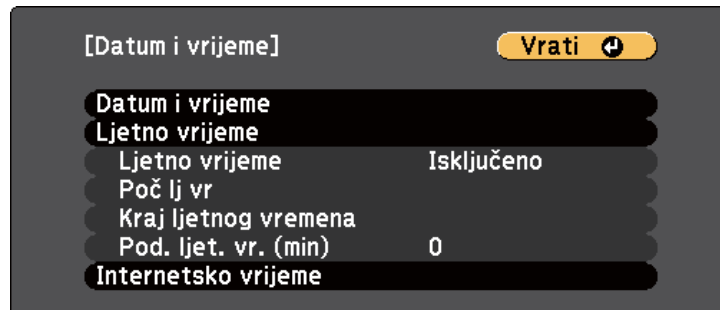 [Datum i vrijeme] Vrati
Datum i vrijeme
Ljetno vrijeme
Ljetno vrijeme Isključeno
Poč lj vr
Kraj ljetnog vremena
Pod. ljet. vr. (min) 0
Internetsko vrijeme